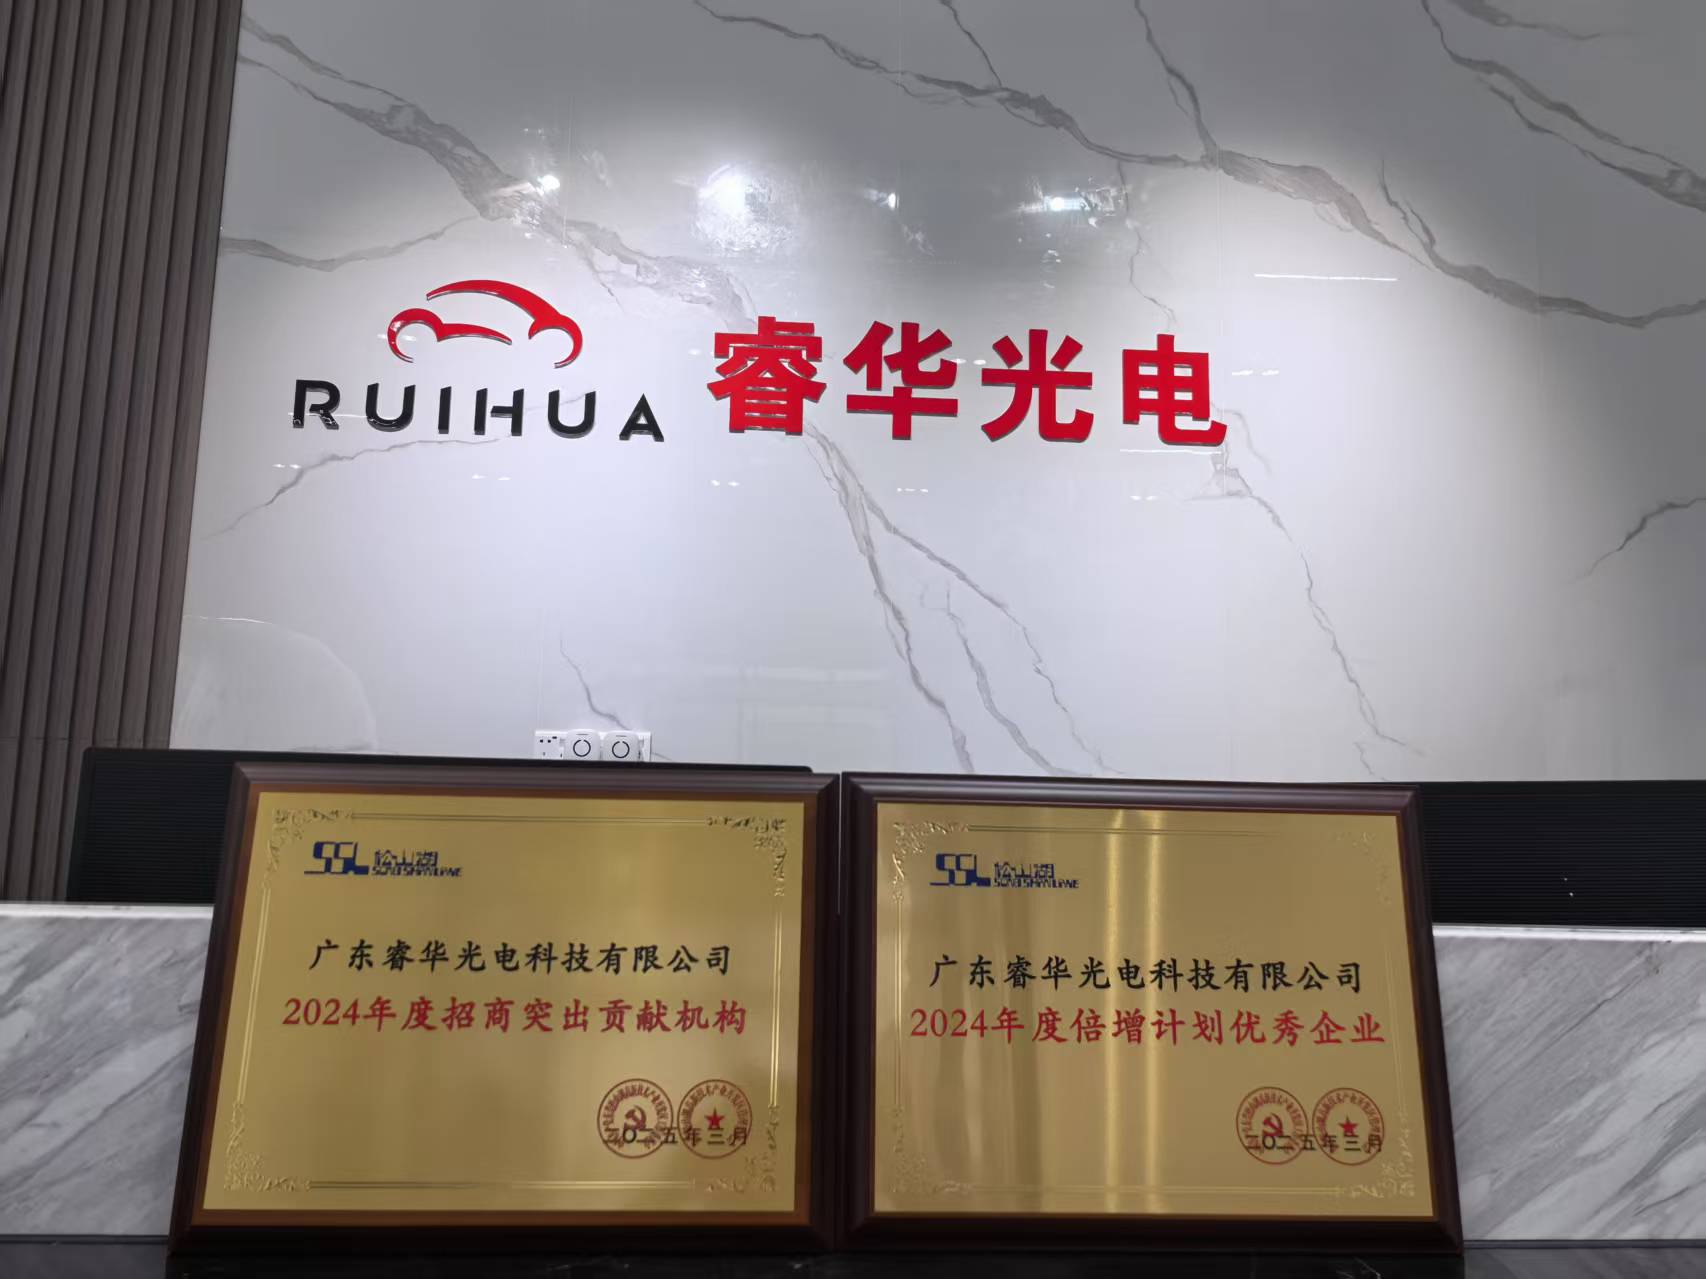 RUIHUA
睿华光电
SSL 松山湖
广东睿华光电科技有限公司
2024年度招商突出贡献机构
二〇二五年三月
SSL 松山湖
广东睿华光电科技有限公司
2024年度倍增计划优秀企业
二〇二五年三月